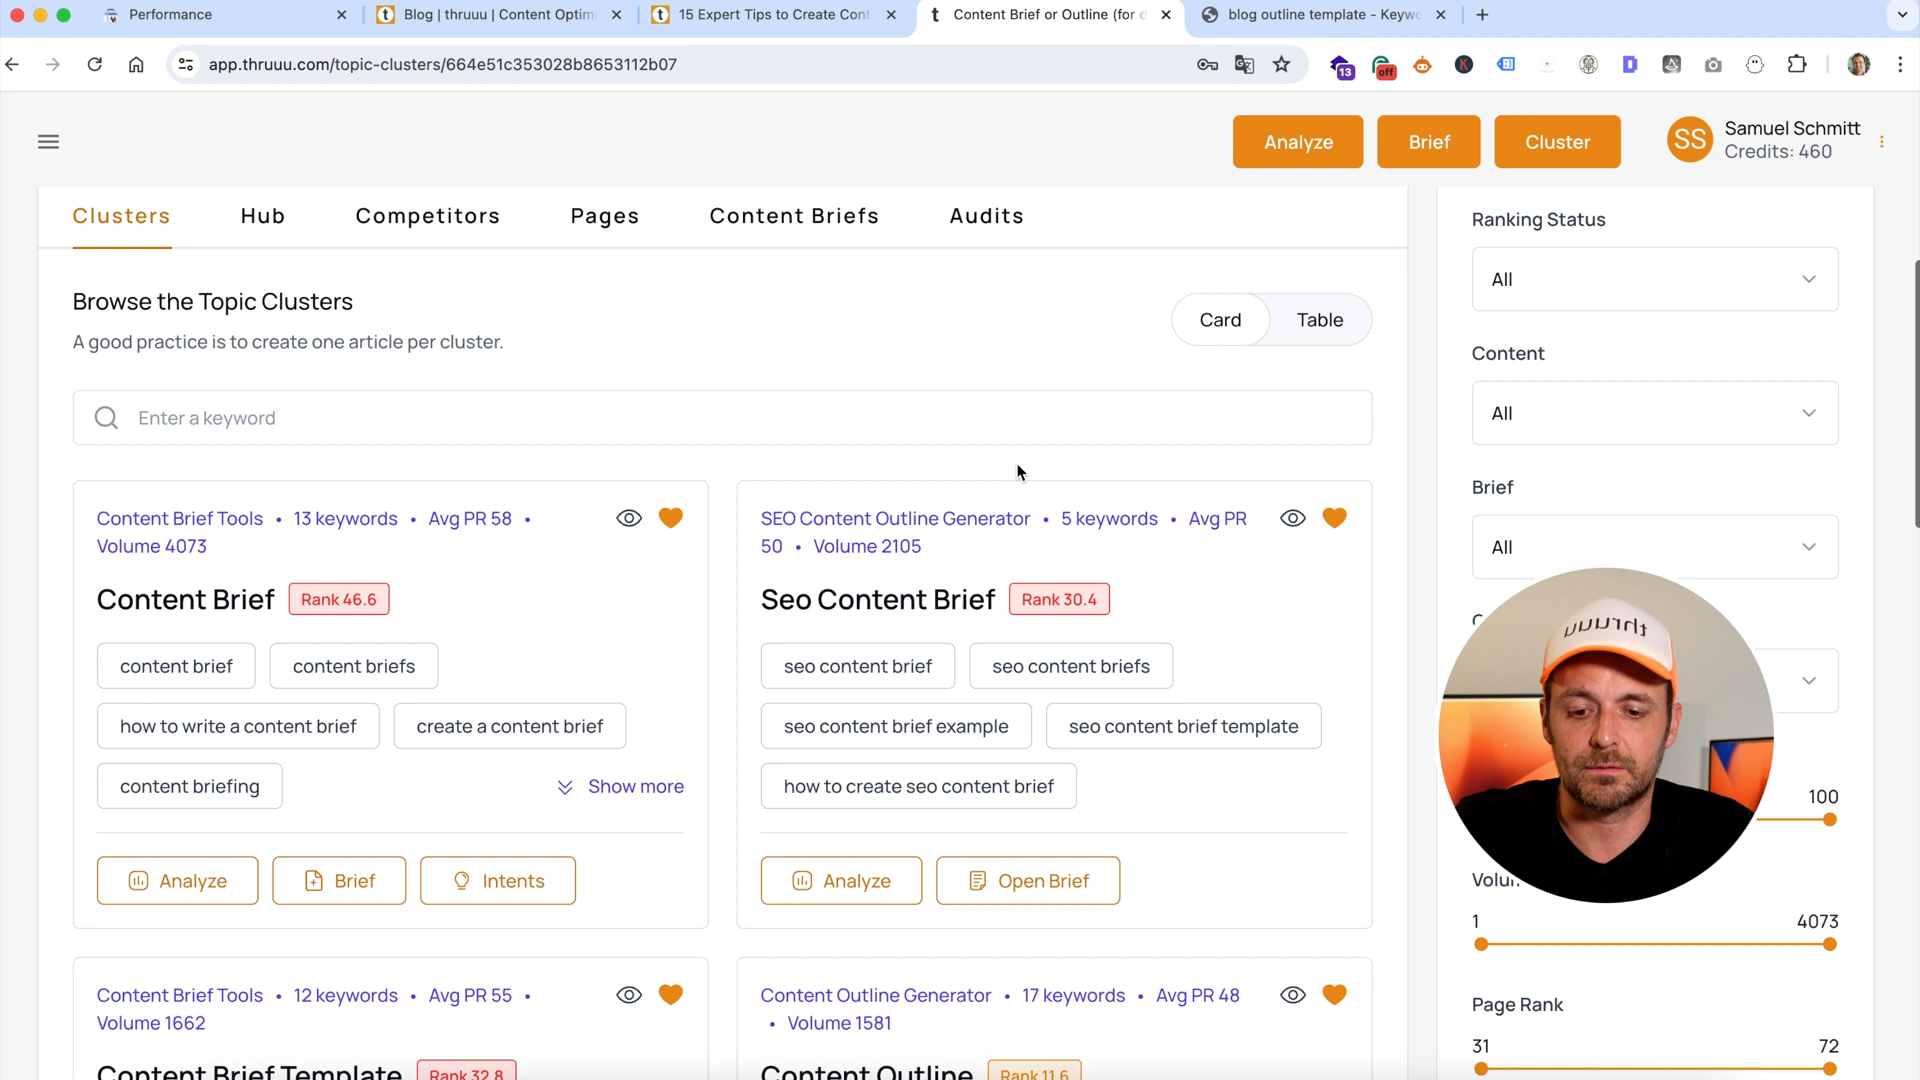 Performance
Blog | thruuu | Content Optimi
15 Expert Tips to Create Cont
Content Brief or Outline (for d
blog outline template - Keywo
app.thruuu.com/topic-clusters/664e51c353028b8653112b07
13
off
Analyze
Brief
Cluster
SS
Samuel Schmitt
Credits: 460
Clusters
Hub
Competitors
Pages
Content Briefs
Audits
Browse the Topic Clusters
A good practice is to create one article per cluster.
Card
Table
Enter a keyword
Content Brief Tools • 13 keywords • Avg PR 58 •
Volume 4073
Content Brief
Rank 46.6
content brief
content briefs
how to write a content brief
create a content brief
content briefing
Show more
Analyze
Brief
Intents
SEO Content Outline Generator • 5 keywords • Avg PR
50 • Volume 2105
Seo Content Brief
Rank 30.4
seo content brief
seo content briefs
seo content brief example
seo content brief template
how to create seo content brief
Analyze
Open Brief
Content Brief Tools • 12 keywords • Avg PR 55 •
Volume 1662
Content Brief Template
Rank 32.8
Content Outline Generator • 17 keywords • Avg PR 48
• Volume 1581
Content Outline
Rank 11.6
Ranking Status
All
Content
All
Brief
All
thruuu
100
Volum
1
4073
Page Rank
31
72